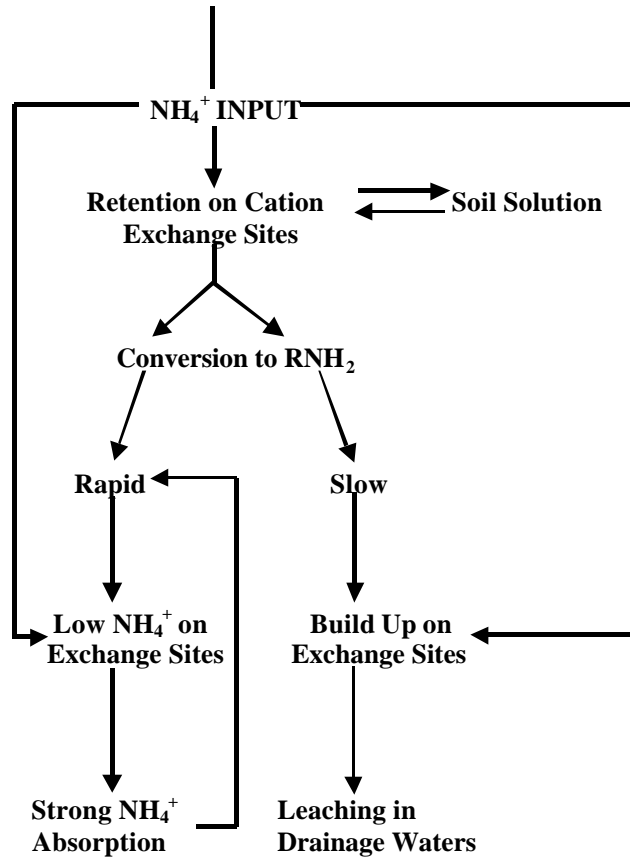 NH₄⁺ INPUT
Retention on Cation
Exchange Sites
Soil Solution
Conversion to RNH₂
Rapid
Slow
Low NH₄⁺ on
Exchange Sites
Build Up on
Exchange Sites
Strong NH₄⁺
Absorption
Leaching in
Drainage Waters